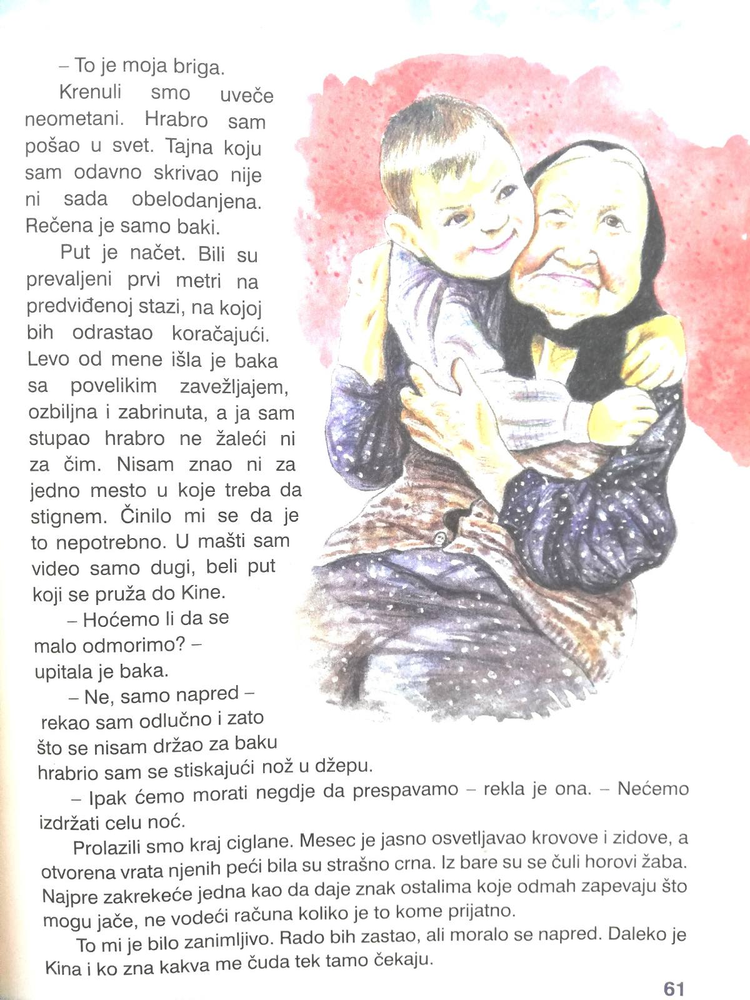 – To je moja briga.
Krenuli smo uveče
neometani. Hrabro sam
pošao u svet. Tajna koju
sam odavno skrivao nije
ni sada obelodanjena.
Rečena je samo baki.
Put je načet. Bili su
prevaljeni prvi metri na
predviđenoj stazi, na kojoj
bih odrastao koračajući.
Levo od mene išla je baka
sa povelikim zavežljajem,
ozbiljna i zabrinuta, a ja sam
stupao hrabro ne žaleći ni
za čim. Nisam znao ni za
jedno mesto u koje treba da
stignem. Činilo mi se da je
to nepotrebno. U mašti sam
video samo dugi, beli put
koji se pruža do Kine.
– Hoćemo li da se
malo odmorimo? –
upitala je baka.
– Ne, samo napred –
rekao sam odlučno i zato
što se nisam držao za baku
hrabrio sam se stiskajući nož u džepu.
– Ipak ćemo morati negdje da prespavamo – rekla je ona. – Nećemo
izdržati celu noć.
Prolazili smo kraj ciglane. Mesec je jasno osvetljavao krovove i zidove, a
otvorena vrata njenih peći bila su strašno crna. Iz bare su se čuli horovi žaba.
Najpre zakrekeće jedna kao da daje znak ostalima koje odmah zapevaju što
mogu jače, ne vodeći računa koliko je to kome prijatno.
To mi je bilo zanimljivo. Rado bih zastao, ali moralo se napred. Daleko je
Kina i ko zna kakva me čuda tek tamo čekaju.
61